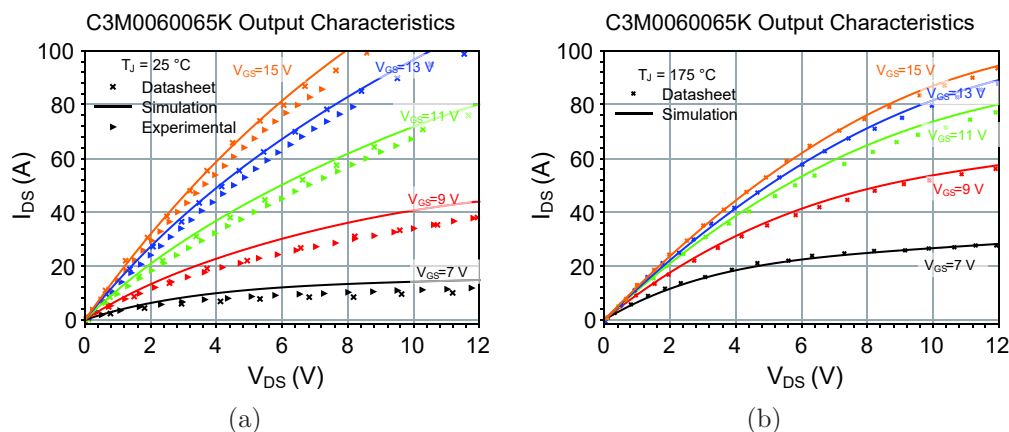 C3M0060065K Output Characteristics
100
80
60
40
20
0
I_DS (A)
T_J = 25 °C
Datasheet
Simulation
Experimental
V_GS=15 V
V_GS=13 V
V_GS=11 V
V_GS=9 V
V_GS=7 V
0 2 4 6 8 10 12
V_DS (V)
(a)
C3M0060065K Output Characteristics
100
80
60
40
20
0
I_DS (A)
T_J = 175 °C
Datasheet
Simulation
V_GS=15 V
V_GS=13 V
V_GS=11 V
V_GS=9 V
V_GS=7 V
0 2 4 6 8 10 12
V_DS (V)
(b)